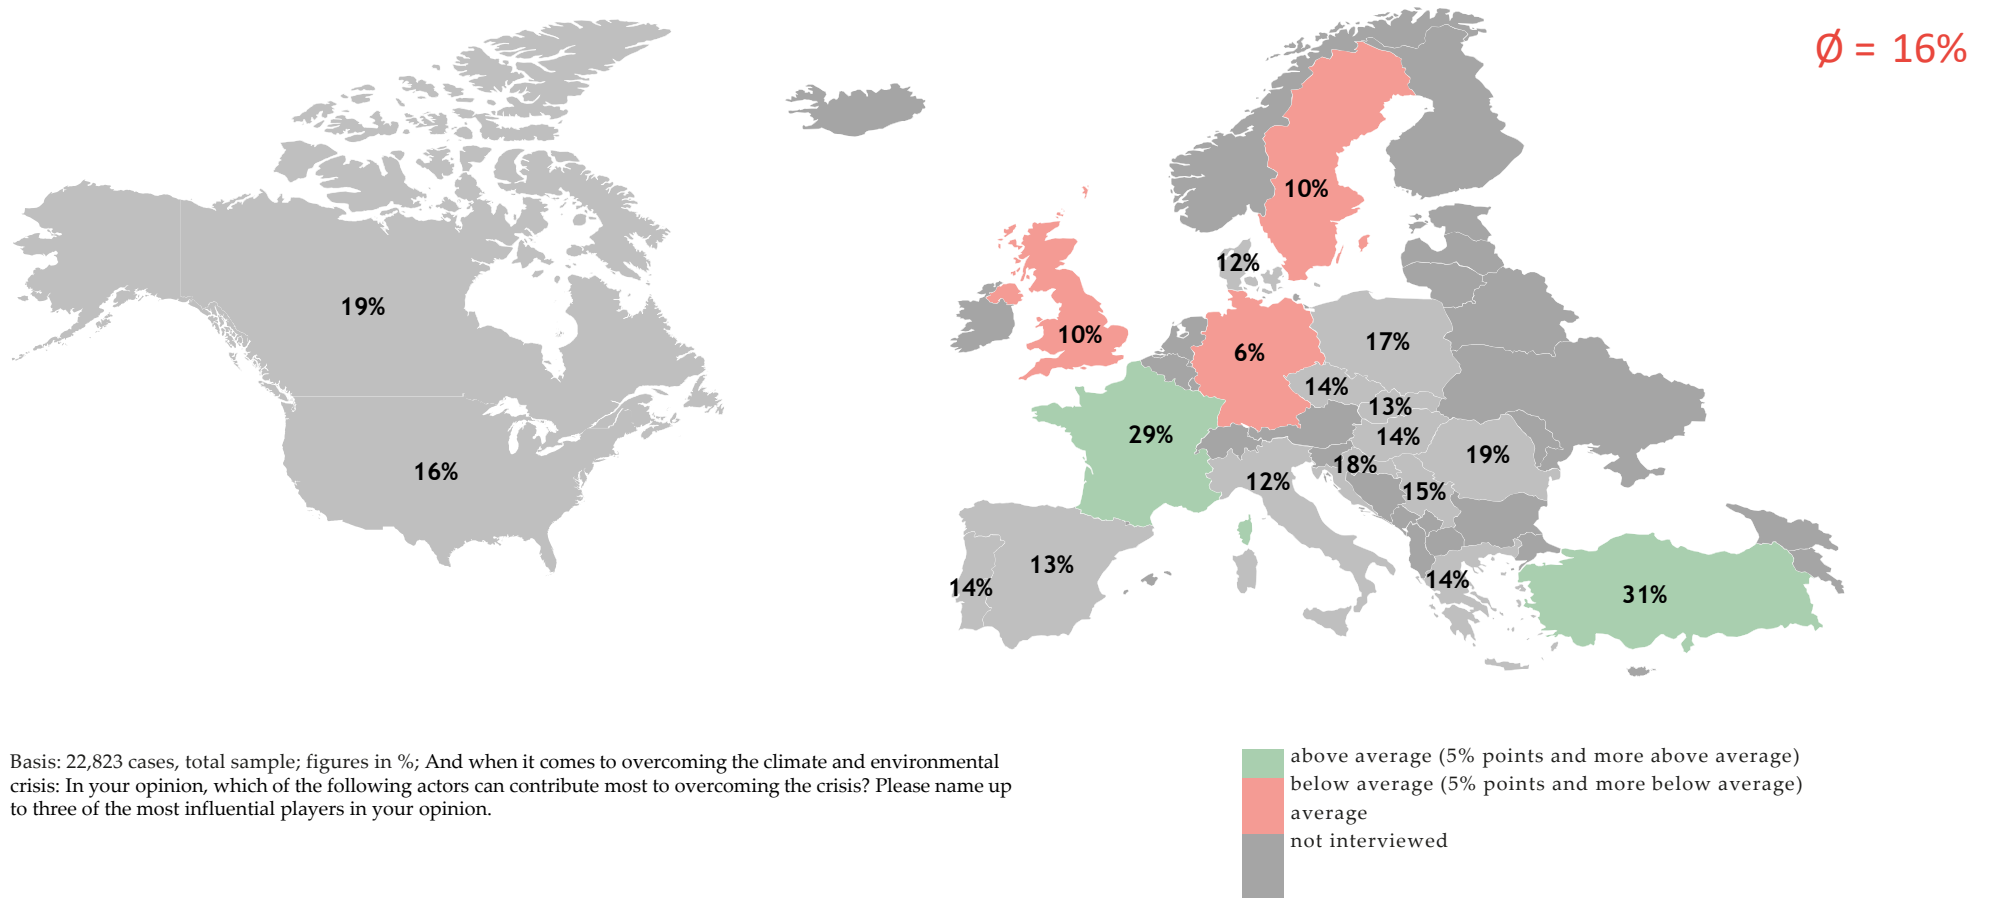 Ø = 16%
10%
12%
19%
10%
17%
6%
14%
13%
29%
14%
19%
18%
16%
12%
15%
13%
14%
14%
31%
Basis: 22,823 cases, total sample; figures in %; And when it comes to overcoming the climate and environmental
crisis: In your opinion, which of the following actors can contribute most to overcoming the crisis? Please name up
to three of the most influential players in your opinion.
above average (5% points and more above average)
below average (5% points and more below average)
average
not interviewed